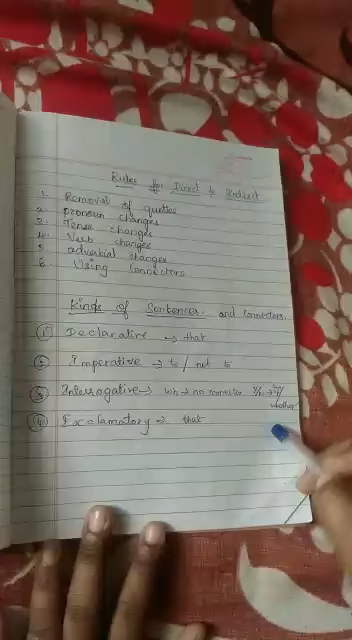 Rules for Direct to Indirect
1. Removal of quotes
2. pronoun changes
3. Tense changes
4. Verb changes
5. adverbial changes
6. Using connectors
Kinds of Sentences and connectors.
① Declarative → that
② Imperative → to / not to
③ Interrogative → wh → no connector Y/N → if/
whether
④ Exclamatory → that